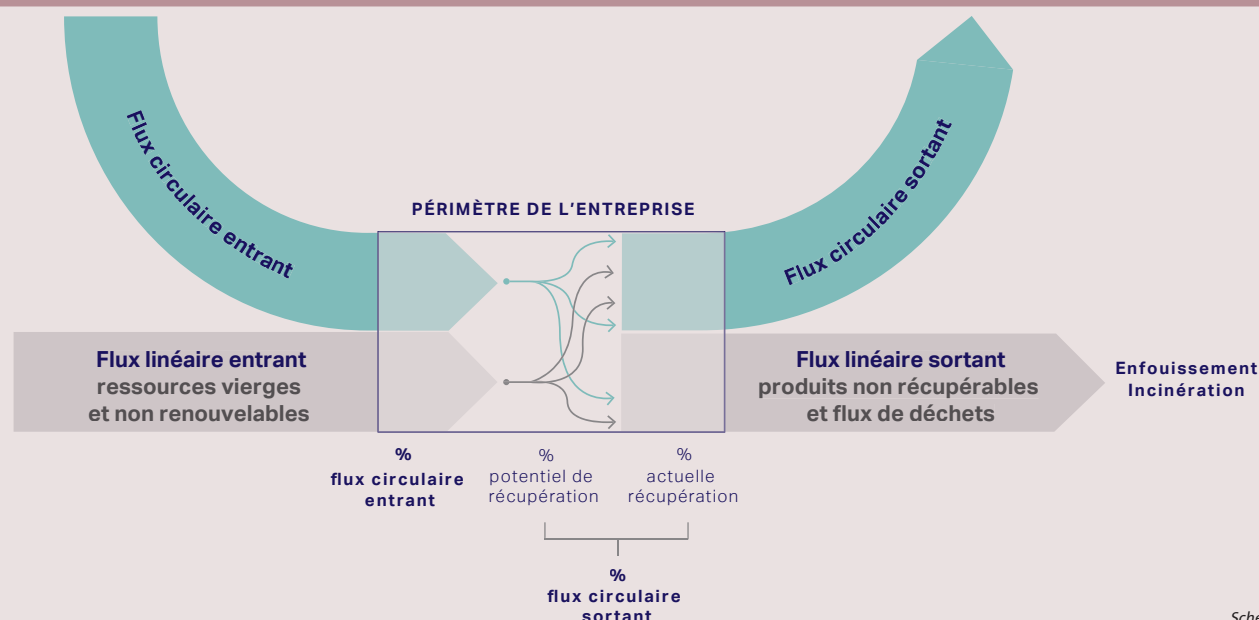 Flux circulaire entrant
Flux circulaire sortant
PÉRIMÈTRE DE L'ENTREPRISE
Flux linéaire entrant
ressources vierges
et non renouvelables
Flux linéaire sortant
produits non récupérables
et flux de déchets
Enfouissement
Incinération
%
flux circulaire
entrant
%
potentiel de
récupération
%
actuelle
récupération
%
flux circulaire
sortant